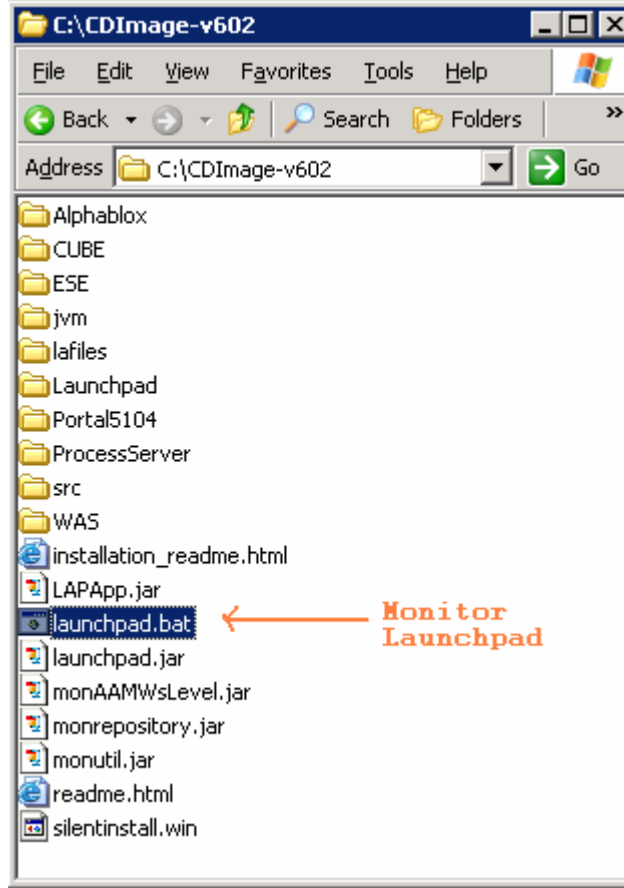 C:\CDImage-v602
File Edit View Favorites Tools Help
Back Search Folders »
Address C:\CDImage-v602 Go
Alphablox
CUBE
ESE
jvm
lafiles
Launchpad
Portal5104
ProcessServer
src
WAS
installation_readme.html
LAPApp.jar
launchpad.bat
Monitor
Launchpad
launchpad.jar
monAAMWsLevel.jar
monrepository.jar
monutil.jar
readme.html
silentinstall.win